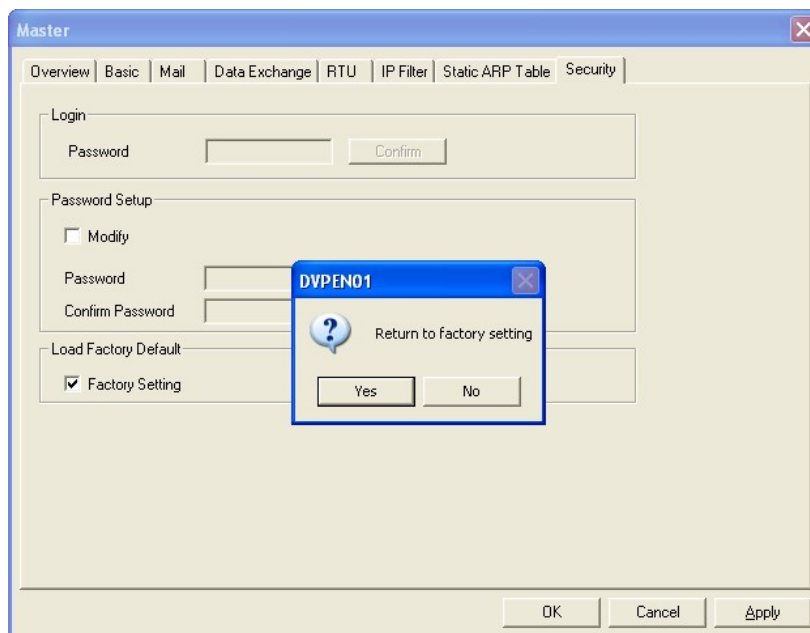 Master
Overview Basic Mail Data Exchange RTU IP Filter Static ARP Table Security
Login
Password Confirm
Password Setup
Modify
Password
Confirm Password
DVPEN01
Return to factory setting
Yes No
Load Factory Default
Factory Setting
OK Cancel Apply